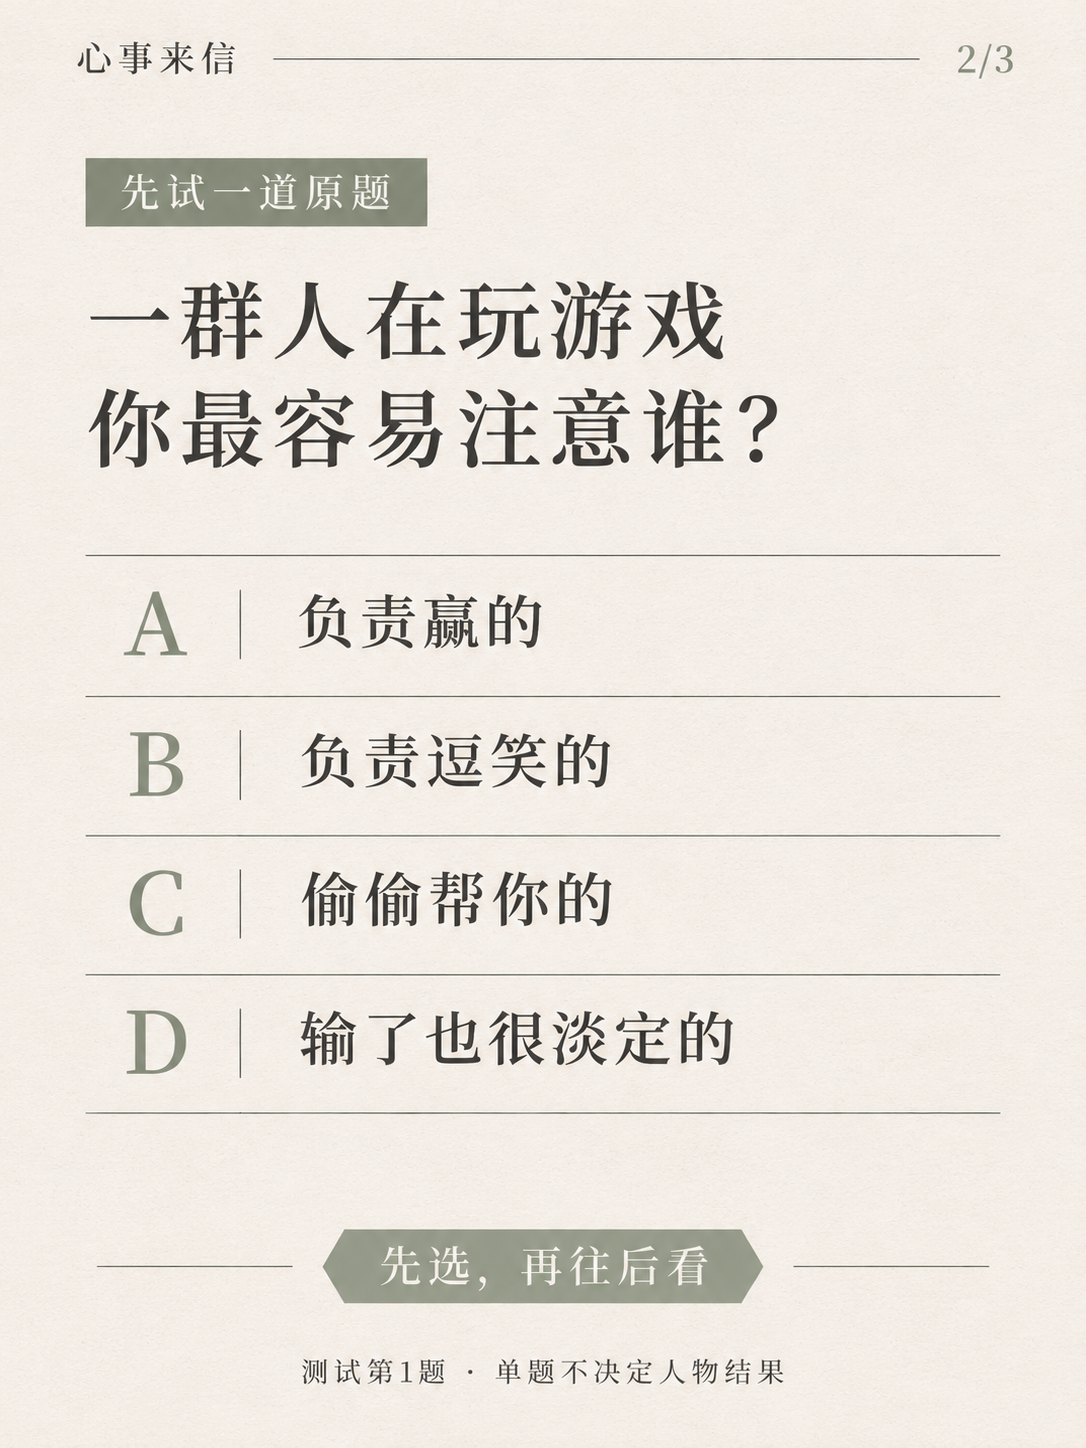 心事来信
2/3
先试一道原题
一群人在玩游戏
你最容易注意谁？
A 负责赢的
B 负责逗笑的
C 偷偷帮你的
D 输了也很淡定的
先选，再往后看
测试第1题 · 单题不决定人物结果